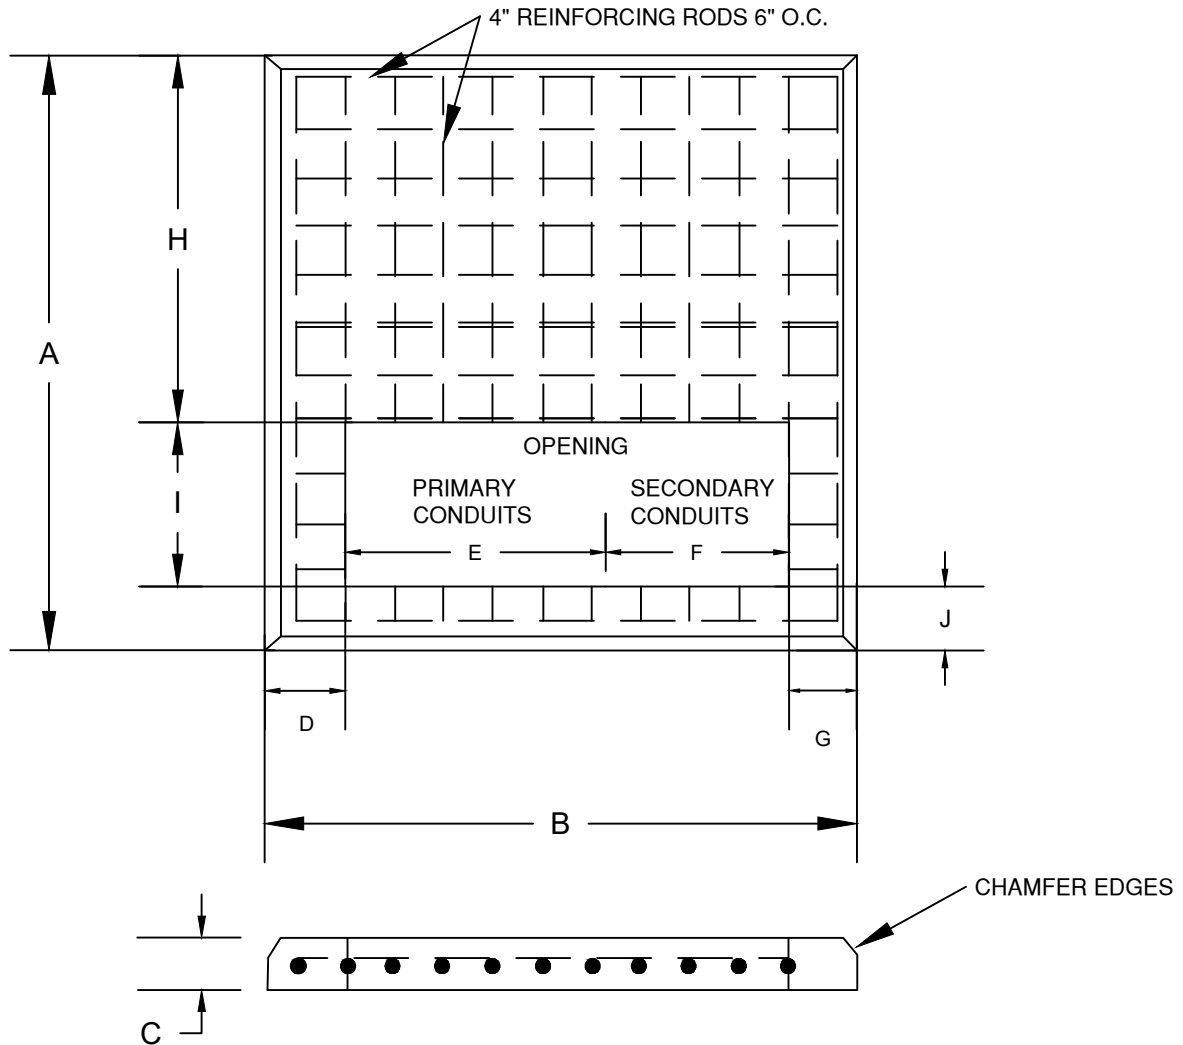 4" REINFORCING RODS 6" O.C.
H
A
OPENING
PRIMARY
CONDUITS
SECONDARY
CONDUITS
I
E
F
J
D
G
B
CHAMFER EDGES
C